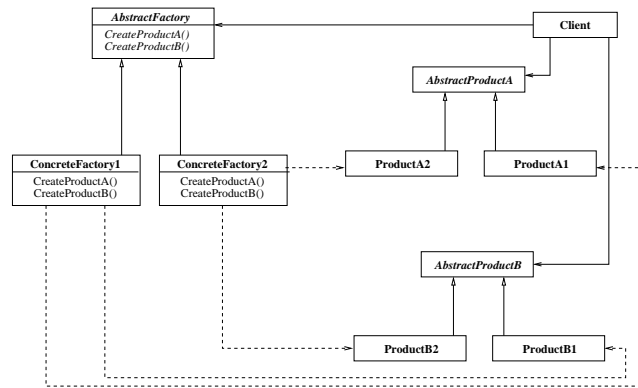 AbstractFactory
CreateProductA()
CreateProductB()
Client
AbstractProductA
ConcreteFactory1
CreateProductA()
CreateProductB()
ConcreteFactory2
CreateProductA()
CreateProductB()
ProductA2
ProductA1
AbstractProductB
ProductB2
ProductB1